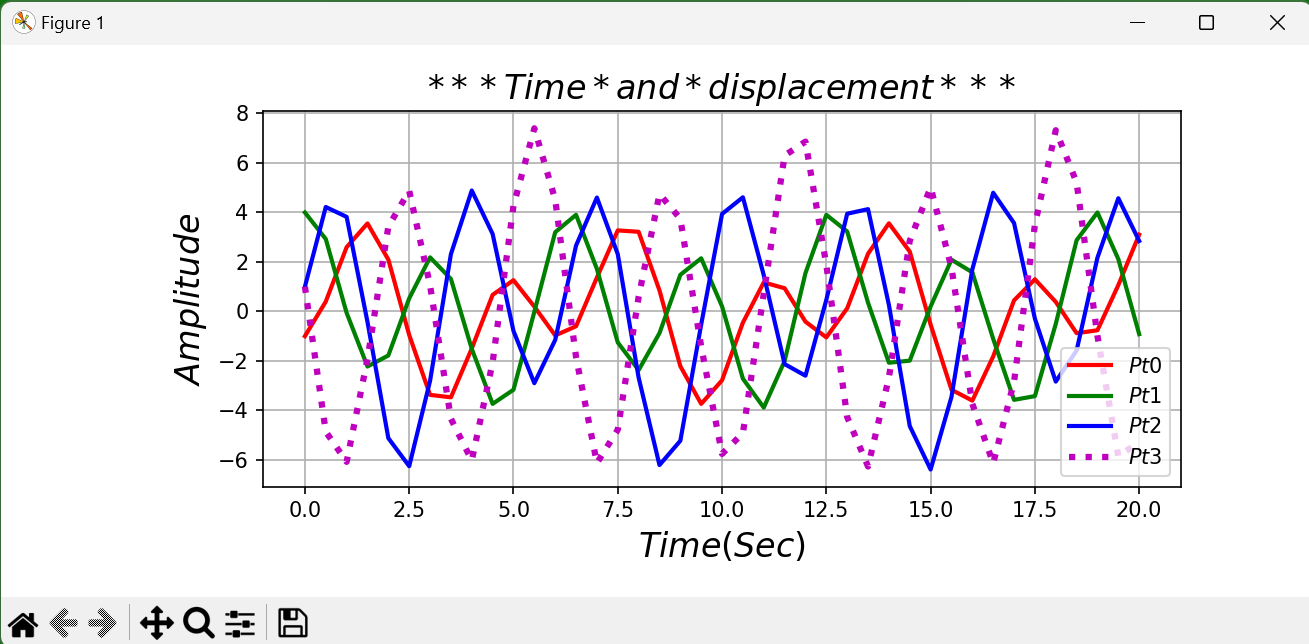 Figure 1
***Time*and*displacement***
Amplitude
8
6
4
2
0
−2
−4
−6
Pt0
Pt1
Pt2
Pt3
0.0 2.5 5.0 7.5 10.0 12.5 15.0 17.5 20.0
Time(Sec)